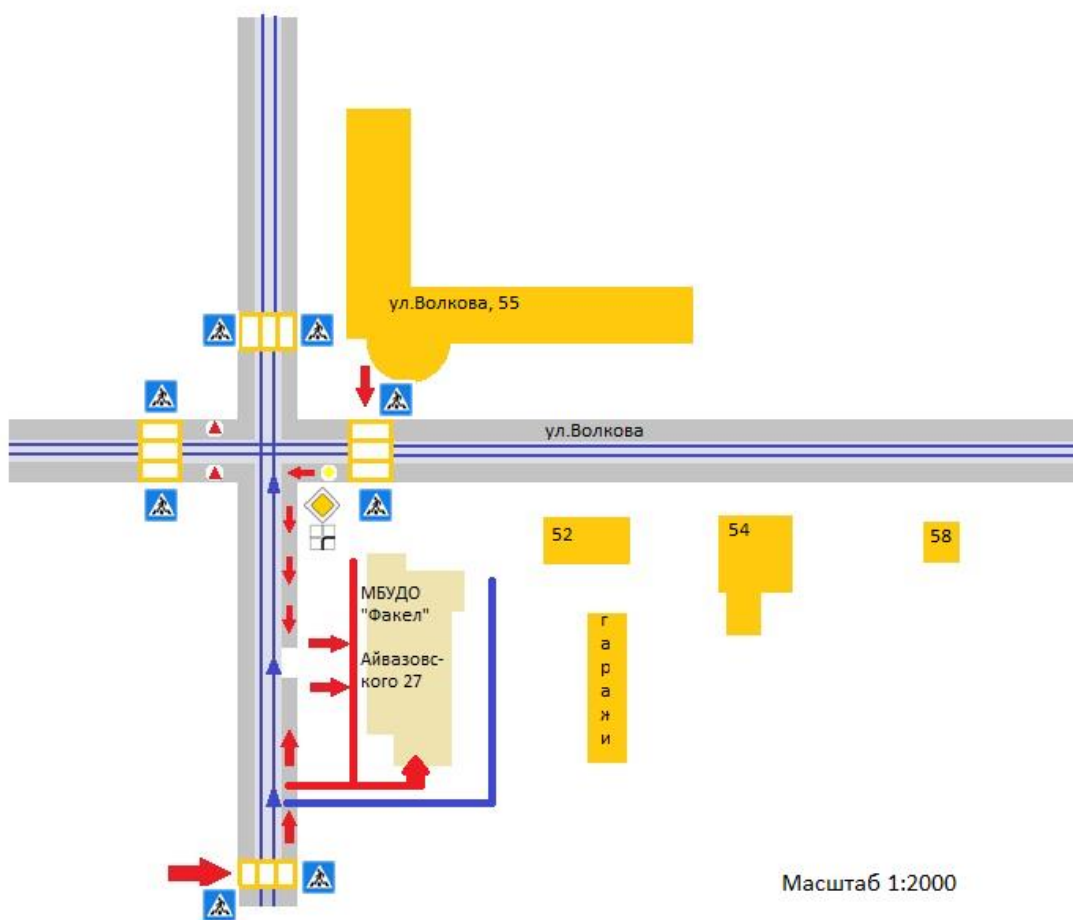 ул.Волкова, 55
ул.Волкова
52
54
58
МБУДО
"Факел"
Айвазовс-
кого 27
г
а
р
а
ж
и
Масштаб 1:2000